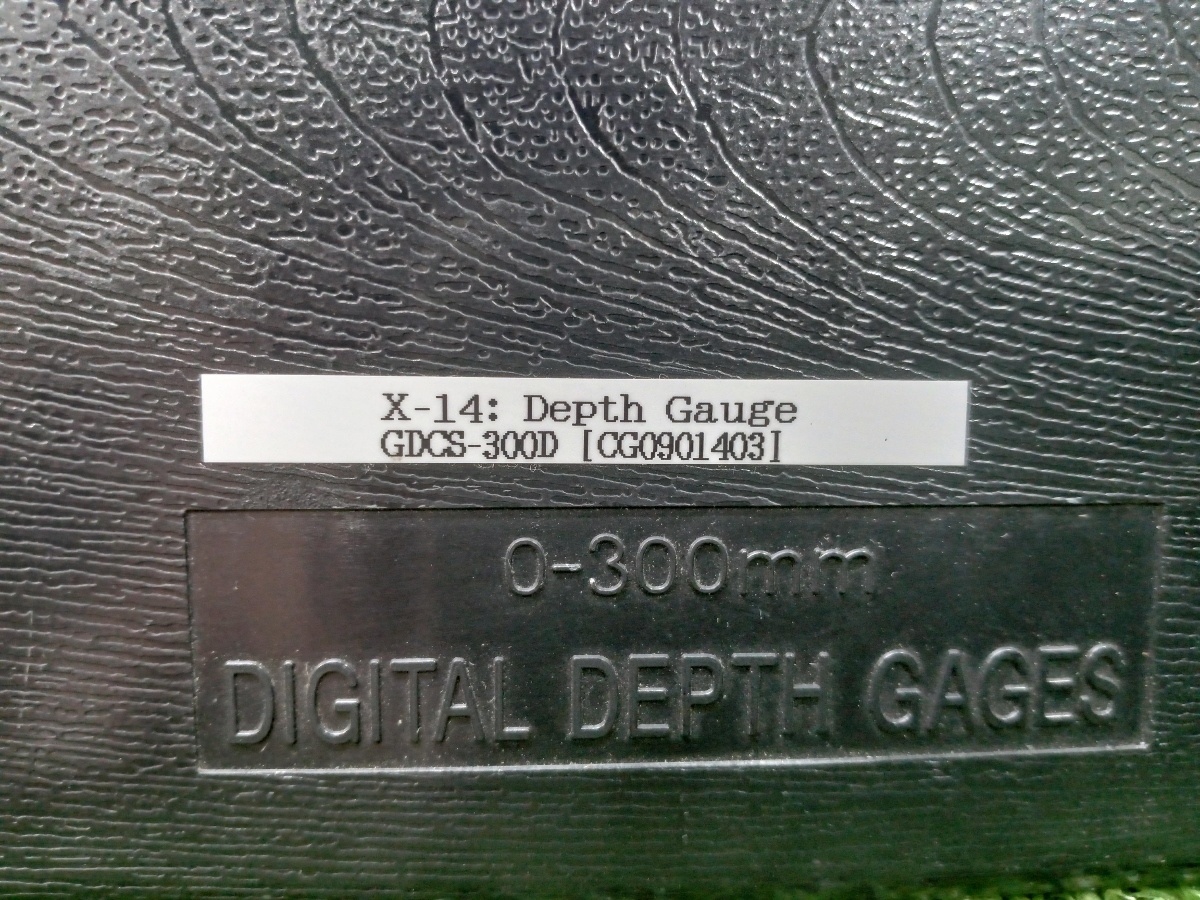 X-14: Depth Gauge
GDCS-300D [CG0901403]
0-300mm
DIGITAL DEPTH GAGES